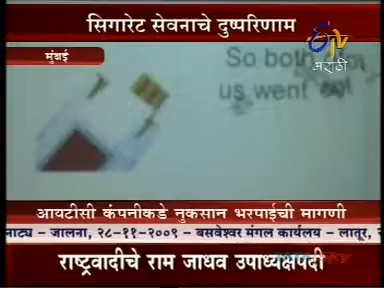 सिगारेट सेवनाचे दुष्परिणाम
मुंबई
ETV
मराठी
So both
us went out
आयटीसी कंपनीकडे नुकसान भरपाईची मागणी
नाट्य – जालना, २८-११-२००९ – बसवेश्वर मंगल कार्यालय – लातूर,
राष्ट्रवादीचे राम जाधव उपाध्यक्षपदी